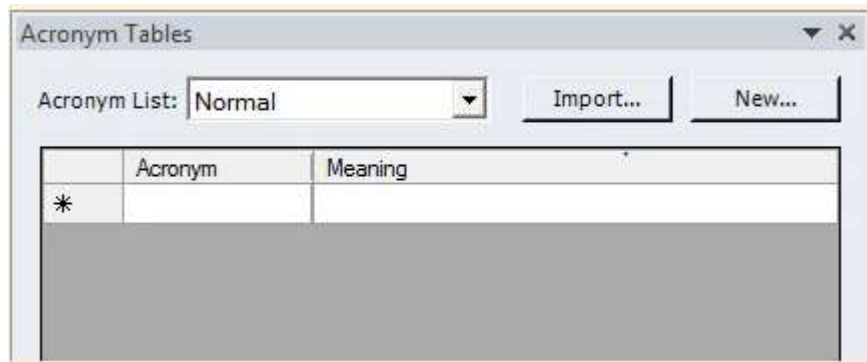 Acronym Tables
Acronym List: Normal Import... New...
Acronym Meaning
*